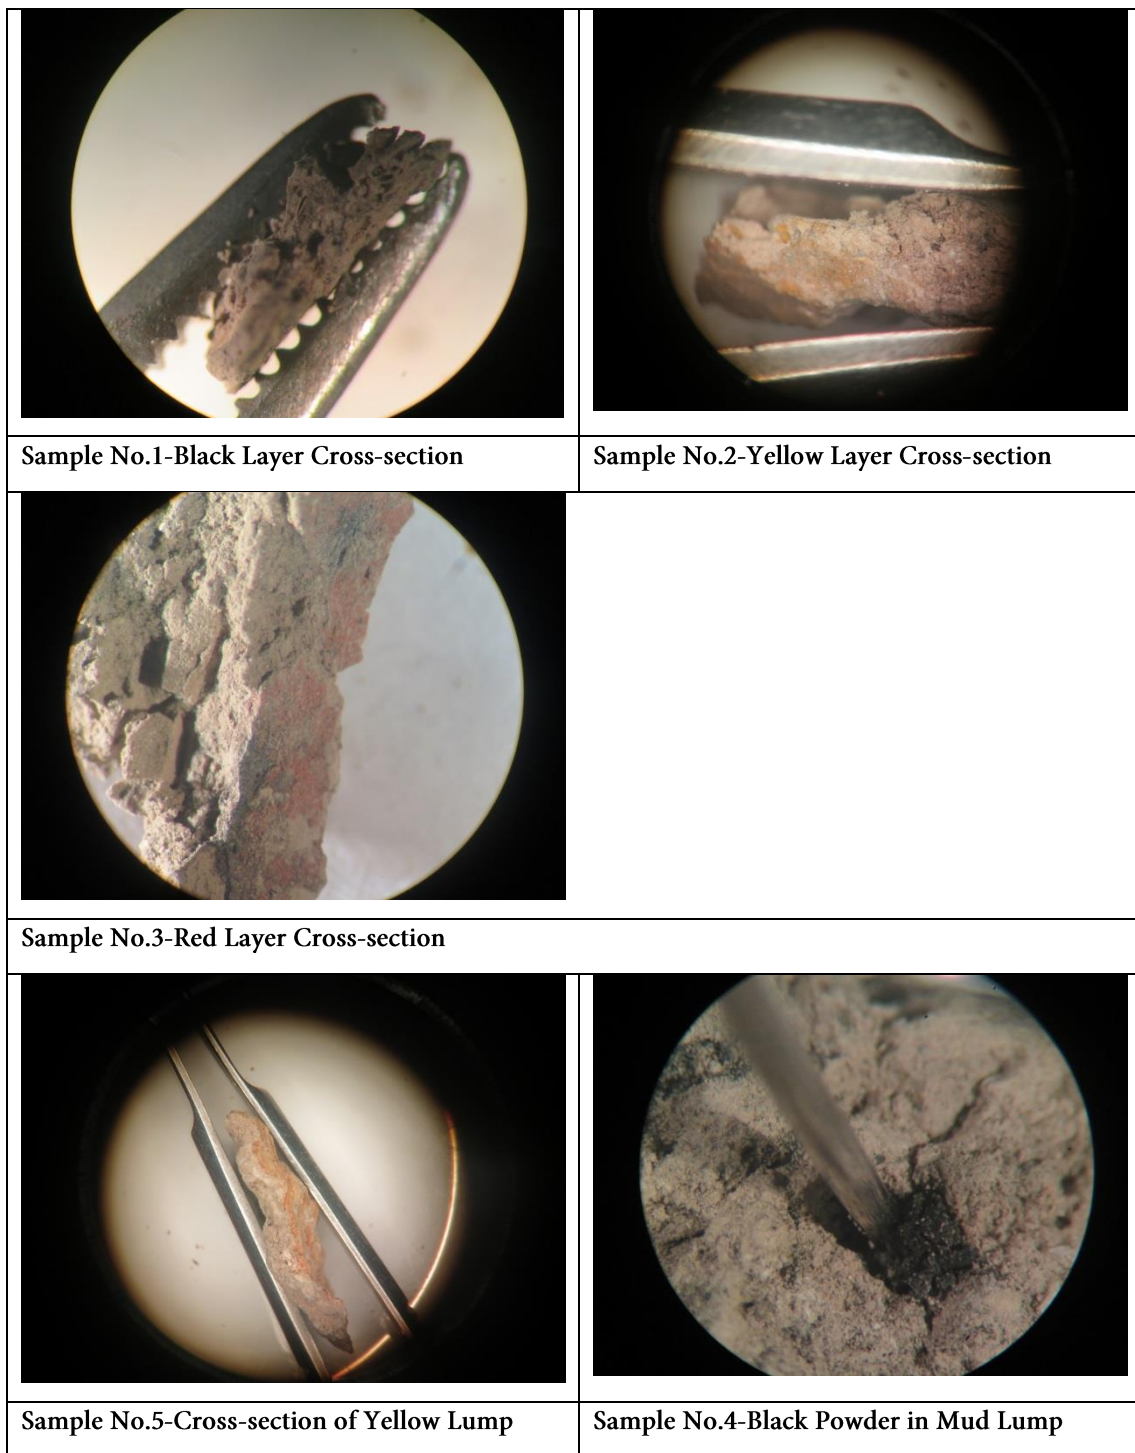 Sample No.1-Black Layer Cross-section
Sample No.2-Yellow Layer Cross-section
Sample No.3-Red Layer Cross-section
Sample No.5-Cross-section of Yellow Lump
Sample No.4-Black Powder in Mud Lump